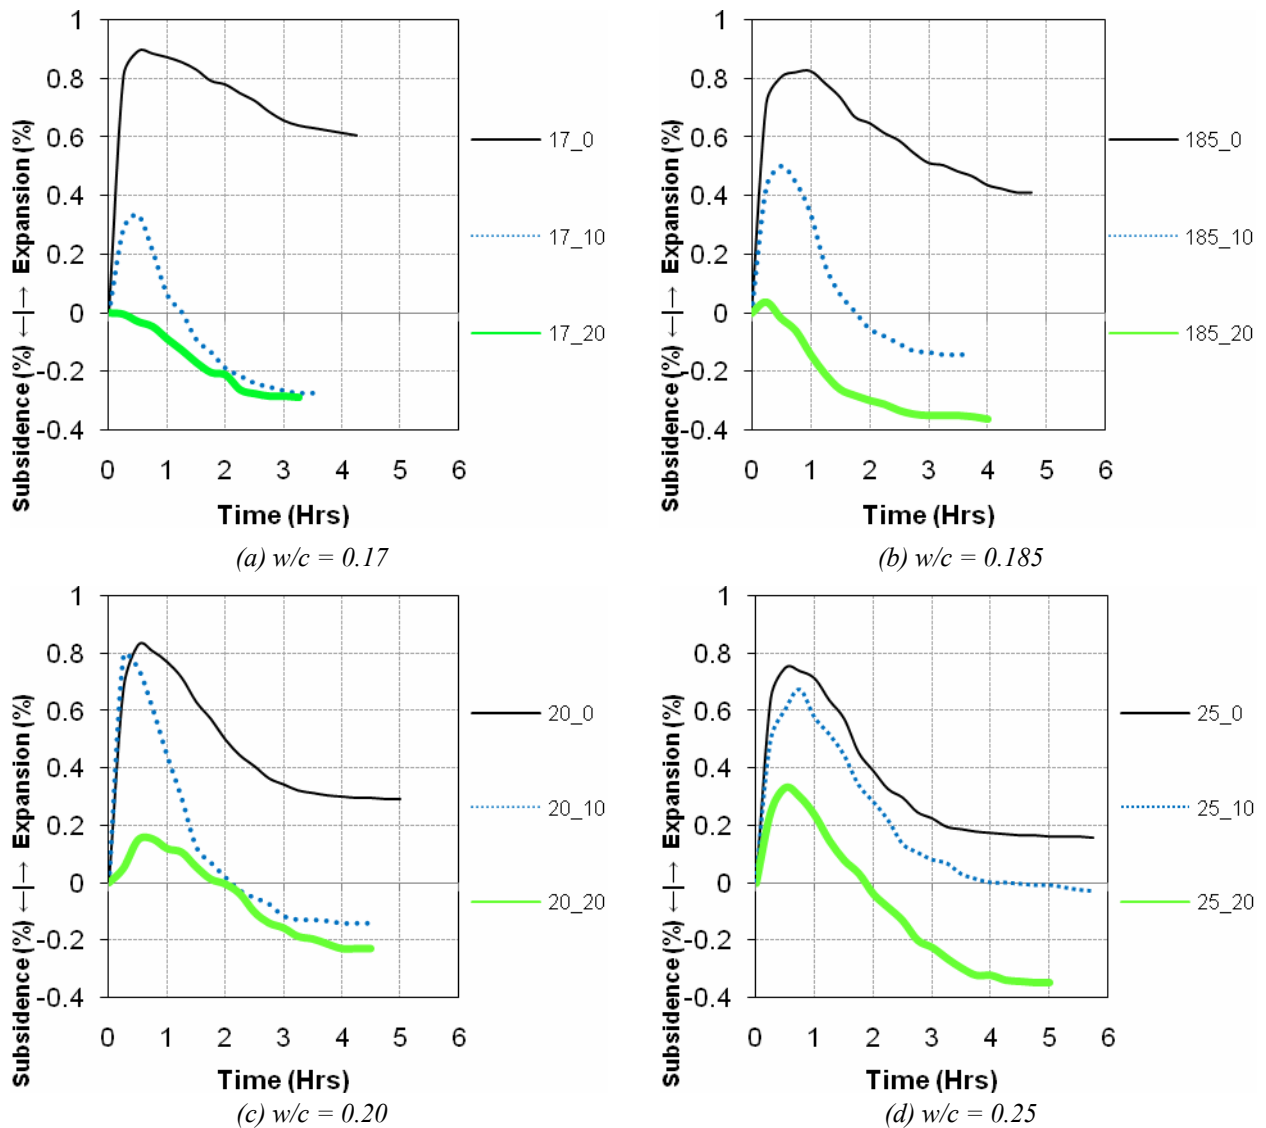 1
0.8
0.6
0.4
0.2
0
-0.2
-0.4
0 1 2 3 4 5 6
Subsidence (%) ←|→ Expansion (%)
Time (Hrs)
17_0
17_10
17_20
(a) w/c = 0.17
1
0.8
0.6
0.4
0.2
0
-0.2
-0.4
0 1 2 3 4 5 6
Subsidence (%) ←|→ Expansion (%)
Time (Hrs)
185_0
185_10
185_20
(b) w/c = 0.185
1
0.8
0.6
0.4
0.2
0
-0.2
-0.4
0 1 2 3 4 5 6
Subsidence (%) ←|→ Expansion (%)
Time (Hrs)
20_0
20_10
20_20
(c) w/c = 0.20
1
0.8
0.6
0.4
0.2
0
-0.2
-0.4
0 1 2 3 4 5 6
Subsidence (%) ←|→ Expansion (%)
Time (Hrs)
25_0
25_10
25_20
(d) w/c = 0.25